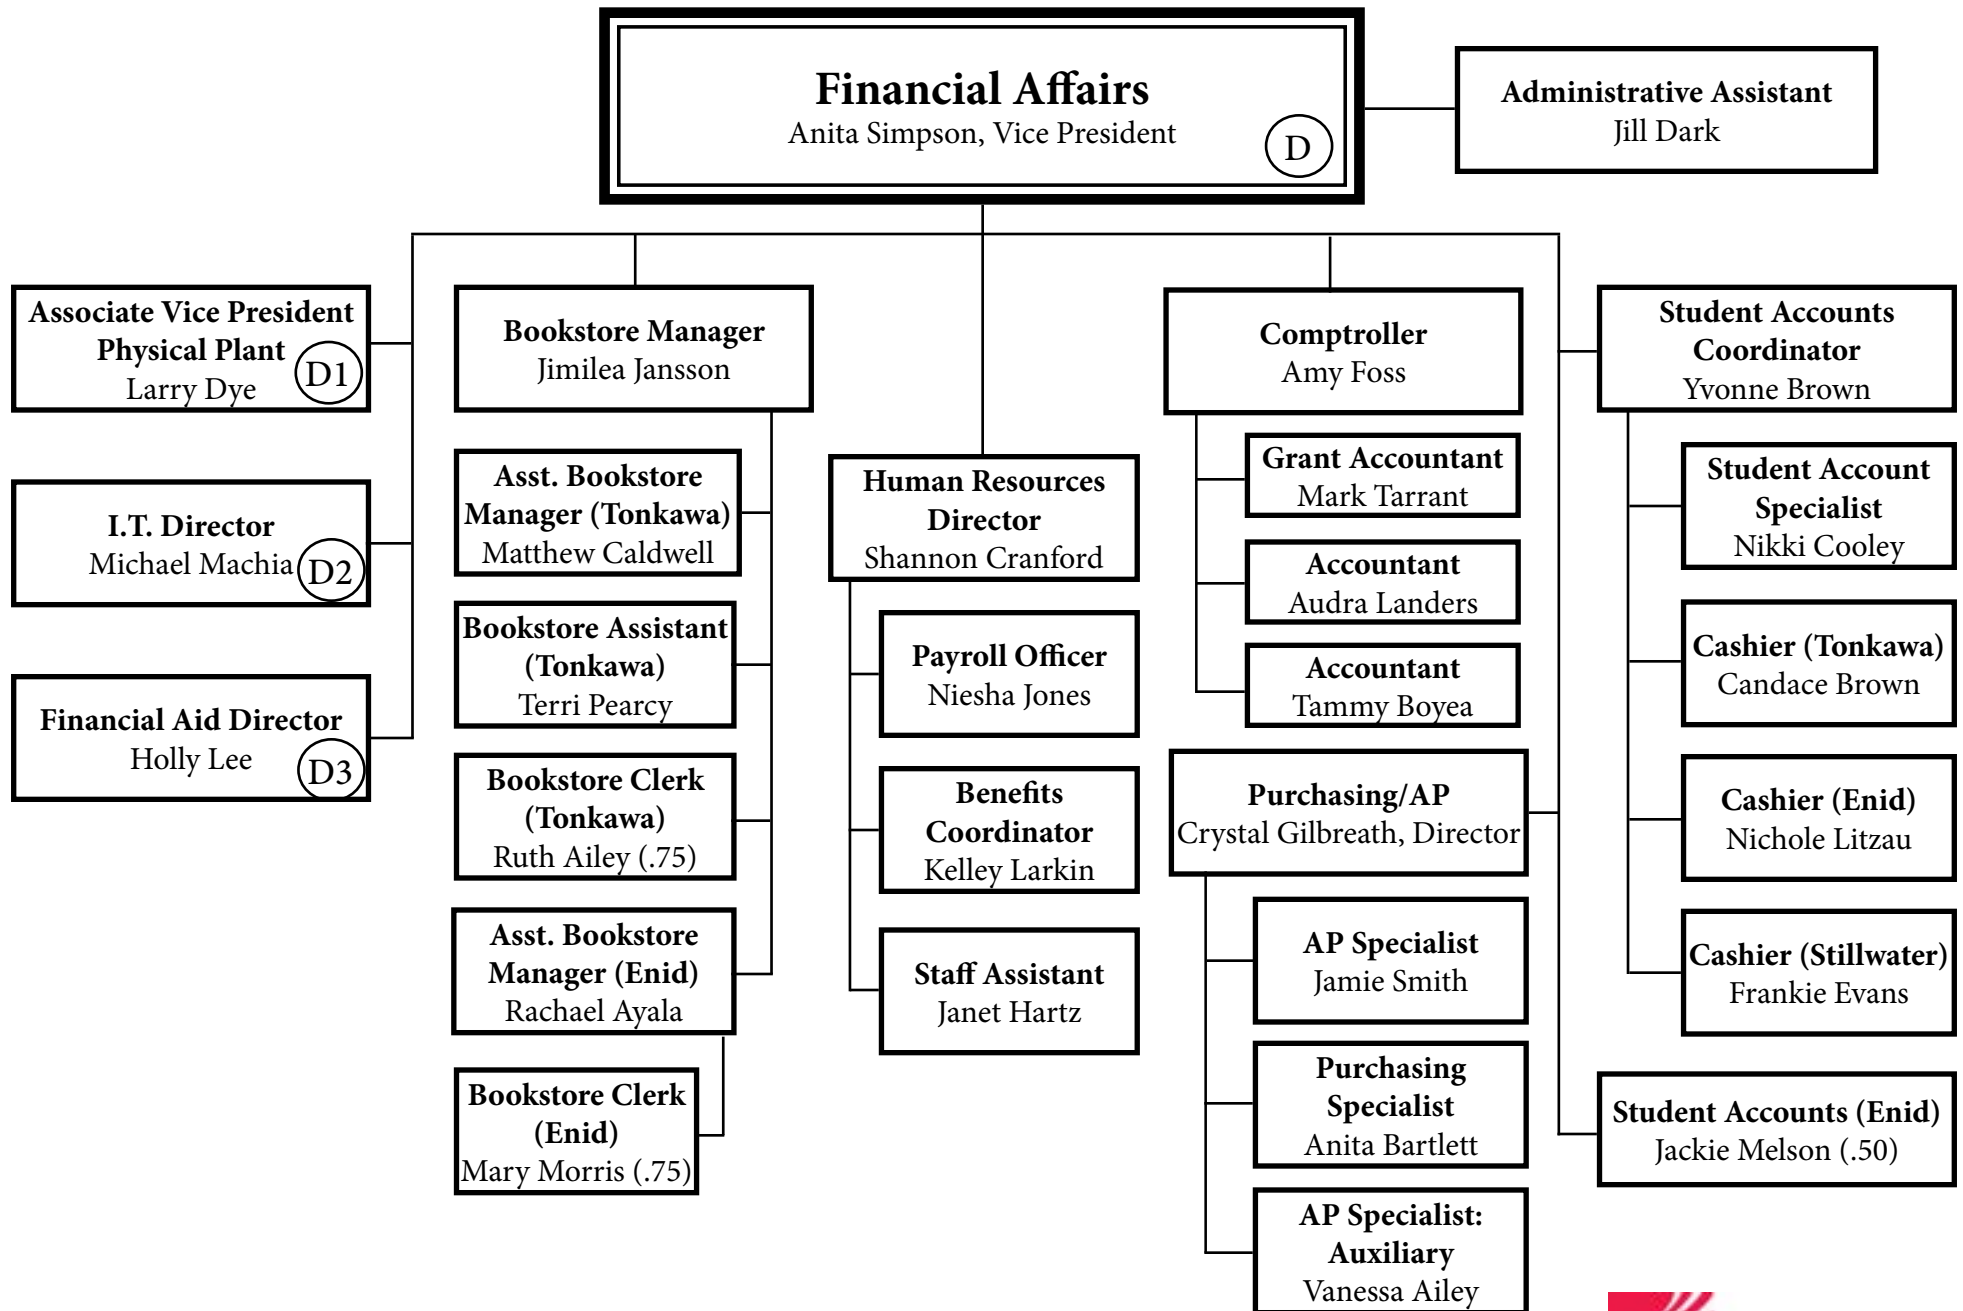 Financial Affairs
Anita Simpson, Vice President
D
Administrative Assistant
Jill Dark
Associate Vice President
Physical Plant
Larry Dye
D1
I.T. Director
Michael Machia
D2
Financial Aid Director
Holly Lee
D3
Bookstore Manager
Jimilea Jansson
Asst. Bookstore
Manager (Tonkawa)
Matthew Caldwell
Bookstore Assistant
(Tonkawa)
Terri Pearcy
Bookstore Clerk
(Tonkawa)
Ruth Ailey (.75)
Asst. Bookstore
Manager (Enid)
Rachael Ayala
Bookstore Clerk
(Enid)
Mary Morris (.75)
Human Resources
Director
Shannon Cranford
Payroll Officer
Niesha Jones
Benefits
Coordinator
Kelley Larkin
Staff Assistant
Janet Hartz
Comptroller
Amy Foss
Grant Accountant
Mark Tarrant
Accountant
Audra Landers
Accountant
Tammy Boyea
Purchasing/AP
Crystal Gilbreath, Director
AP Specialist
Jamie Smith
Purchasing
Specialist
Anita Bartlett
AP Specialist:
Auxiliary
Vanessa Ailey
Student Accounts
Coordinator
Yvonne Brown
Student Account
Specialist
Nikki Cooley
Cashier (Tonkawa)
Candace Brown
Cashier (Enid)
Nichole Litzau
Cashier (Stillwater)
Frankie Evans
Student Accounts (Enid)
Jackie Melson (.50)